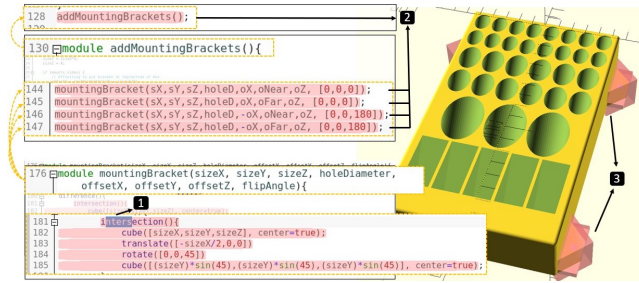 128 addMountingBrackets();
2
130 module addMountingBrackets(){
144 mountingBracket(sX,sY,sZ,holeD,oX,oNear,oZ, [0,0,0]);
145 mountingBracket(sX,sY,sZ,holeD,oX,oFar,oZ, [0,0,0]);
146 mountingBracket(sX,sY,sZ,holeD,-oX,oNear,oZ, [0,0,180]);
147 mountingBracket(sX,sY,sZ,holeD,-oX,oFar,oZ, [0,0,180]);
3
176 module mountingBracket(sizeX, sizeY, sizeZ, holeDiameter,
offsetX, offsetY, offsetZ, flipAngle){
1
181 intersection(){
182 cube([sizeX,sizeY,sizeZ], center=true);
183 translate([-sizeX/2,0,0])
184 rotate([0,0,45])
185 cube([(sizeY)*sin(45),(sizeY)*sin(45),(sizeY)*sin(45)], center=true);